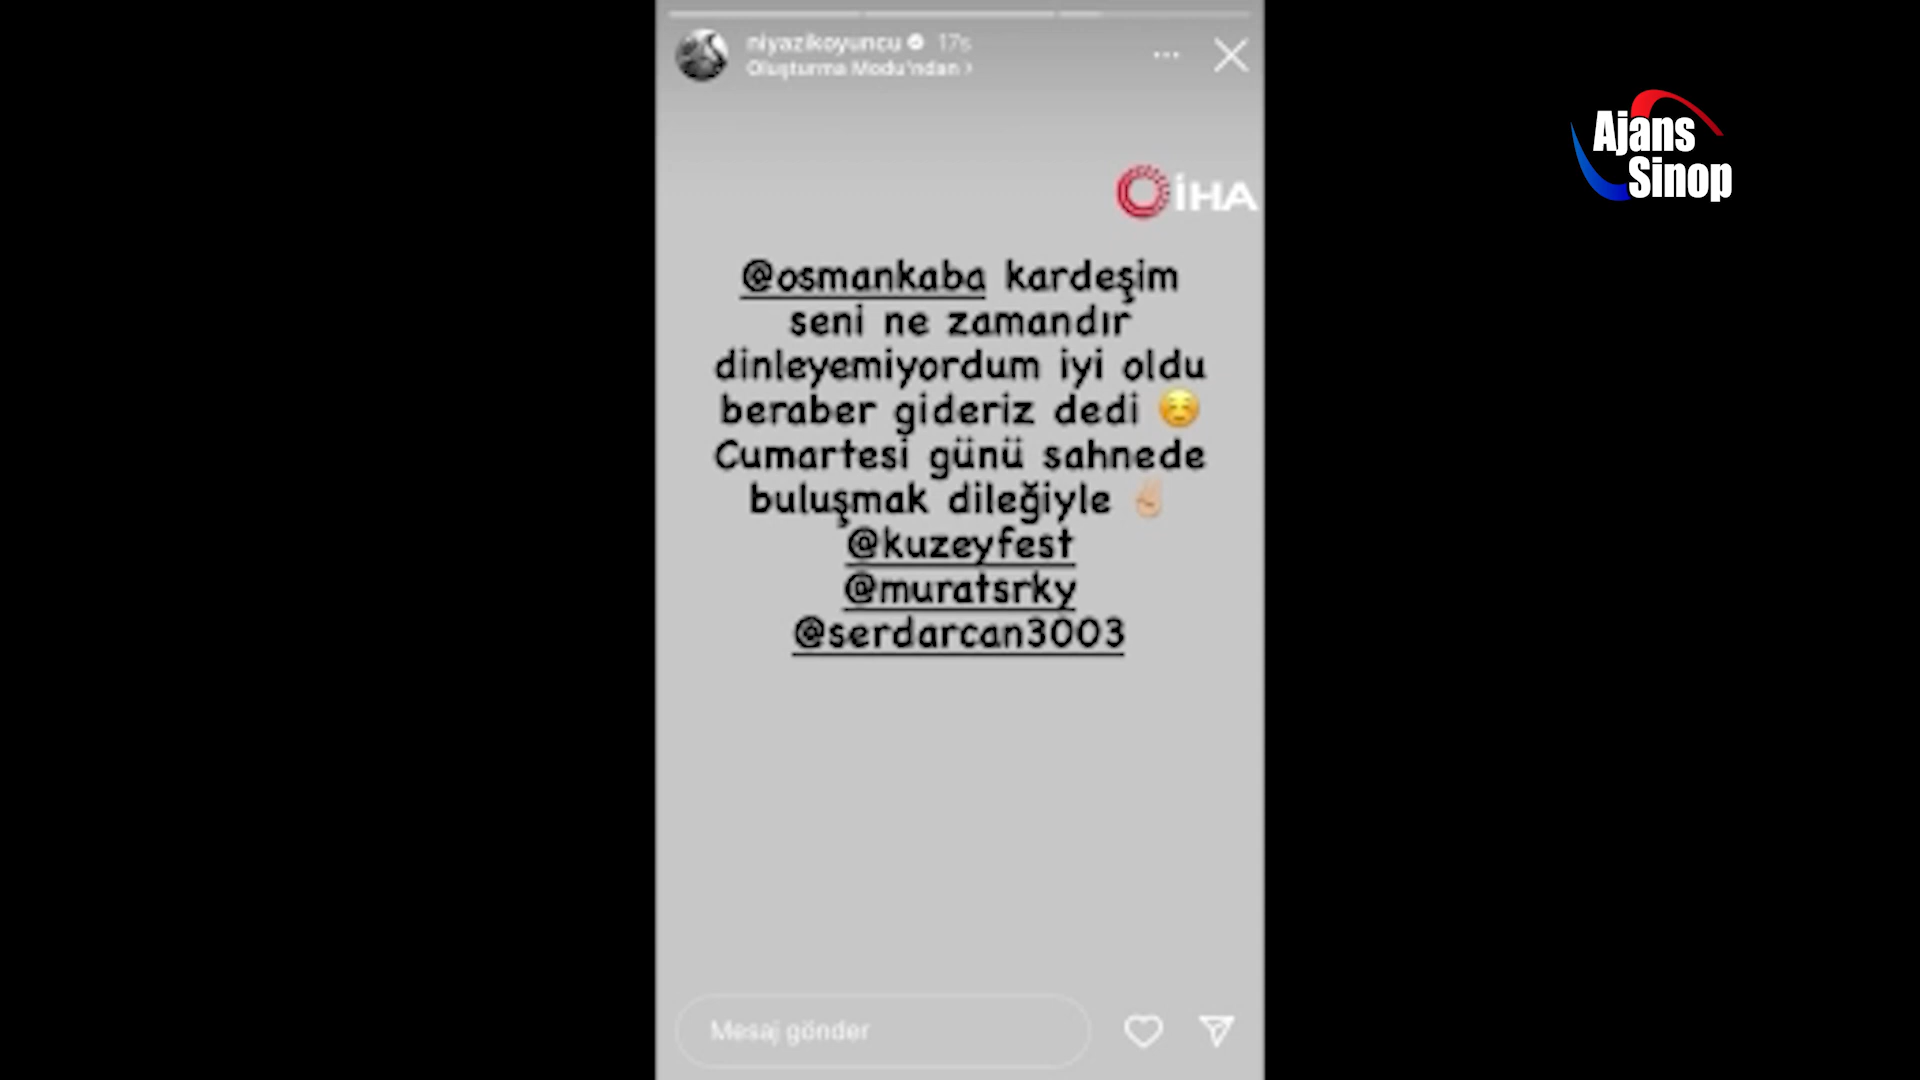 niyazikoyuncu 17s
Oluşturma Modu'ndan >
Ajans
Sinop
İHA
@osmankaba kardeşim
seni ne zamandır
dinleyemiyordum iyi oldu
beraber gideriz dedi ☺️
Cumartesi günü sahnede
buluşmak dileğiyle ✌🏼
@kuzeyfest
@muratsrky
@serdarcan3003
Mesaj gönder